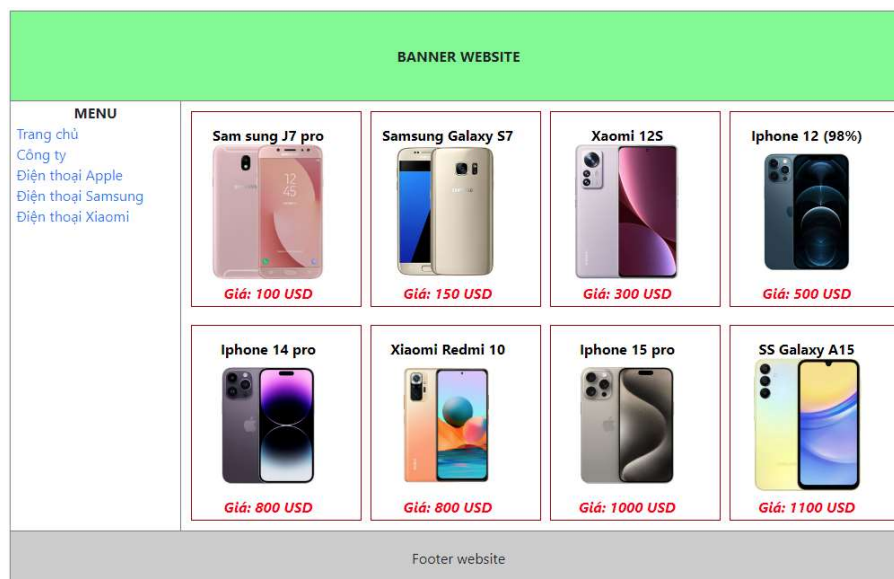 BANNER WEBSITE
MENU
Trang chủ
Công ty
Điện thoại Apple
Điện thoại Samsung
Điện thoại Xiaomi
Sam sung J7 pro
Samsung Galaxy S7
Xaomi 12S
Iphone 12 (98%)
12
45
Giá: 100 USD
Giá: 150 USD
Giá: 300 USD
Giá: 500 USD
Iphone 14 pro
Xiaomi Redmi 10
Iphone 15 pro
SS Galaxy A15
Giá: 800 USD
Giá: 800 USD
Giá: 1000 USD
Giá: 1100 USD
Footer website